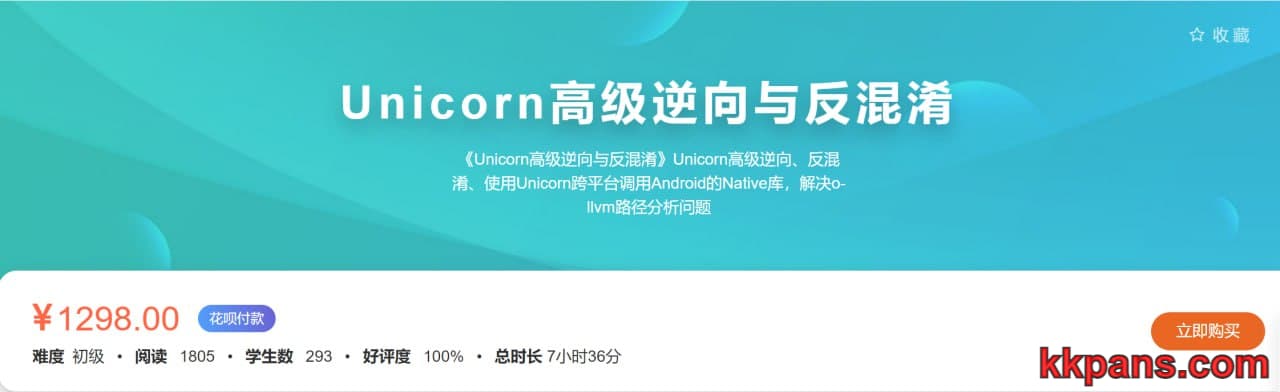 ☆ 收藏
Unicorn高级逆向与反混淆
《Unicorn高级逆向与反混淆》Unicorn高级逆向、反混
淆、使用Unicorn跨平台调用Android的Native库，解决o-
llvm路径分析问题
¥1298.00 花呗付款
立即购买
难度 初级 • 阅读 1805 • 学生数 293 • 好评度 100% • 总时长 7小时36分
kkpans.com